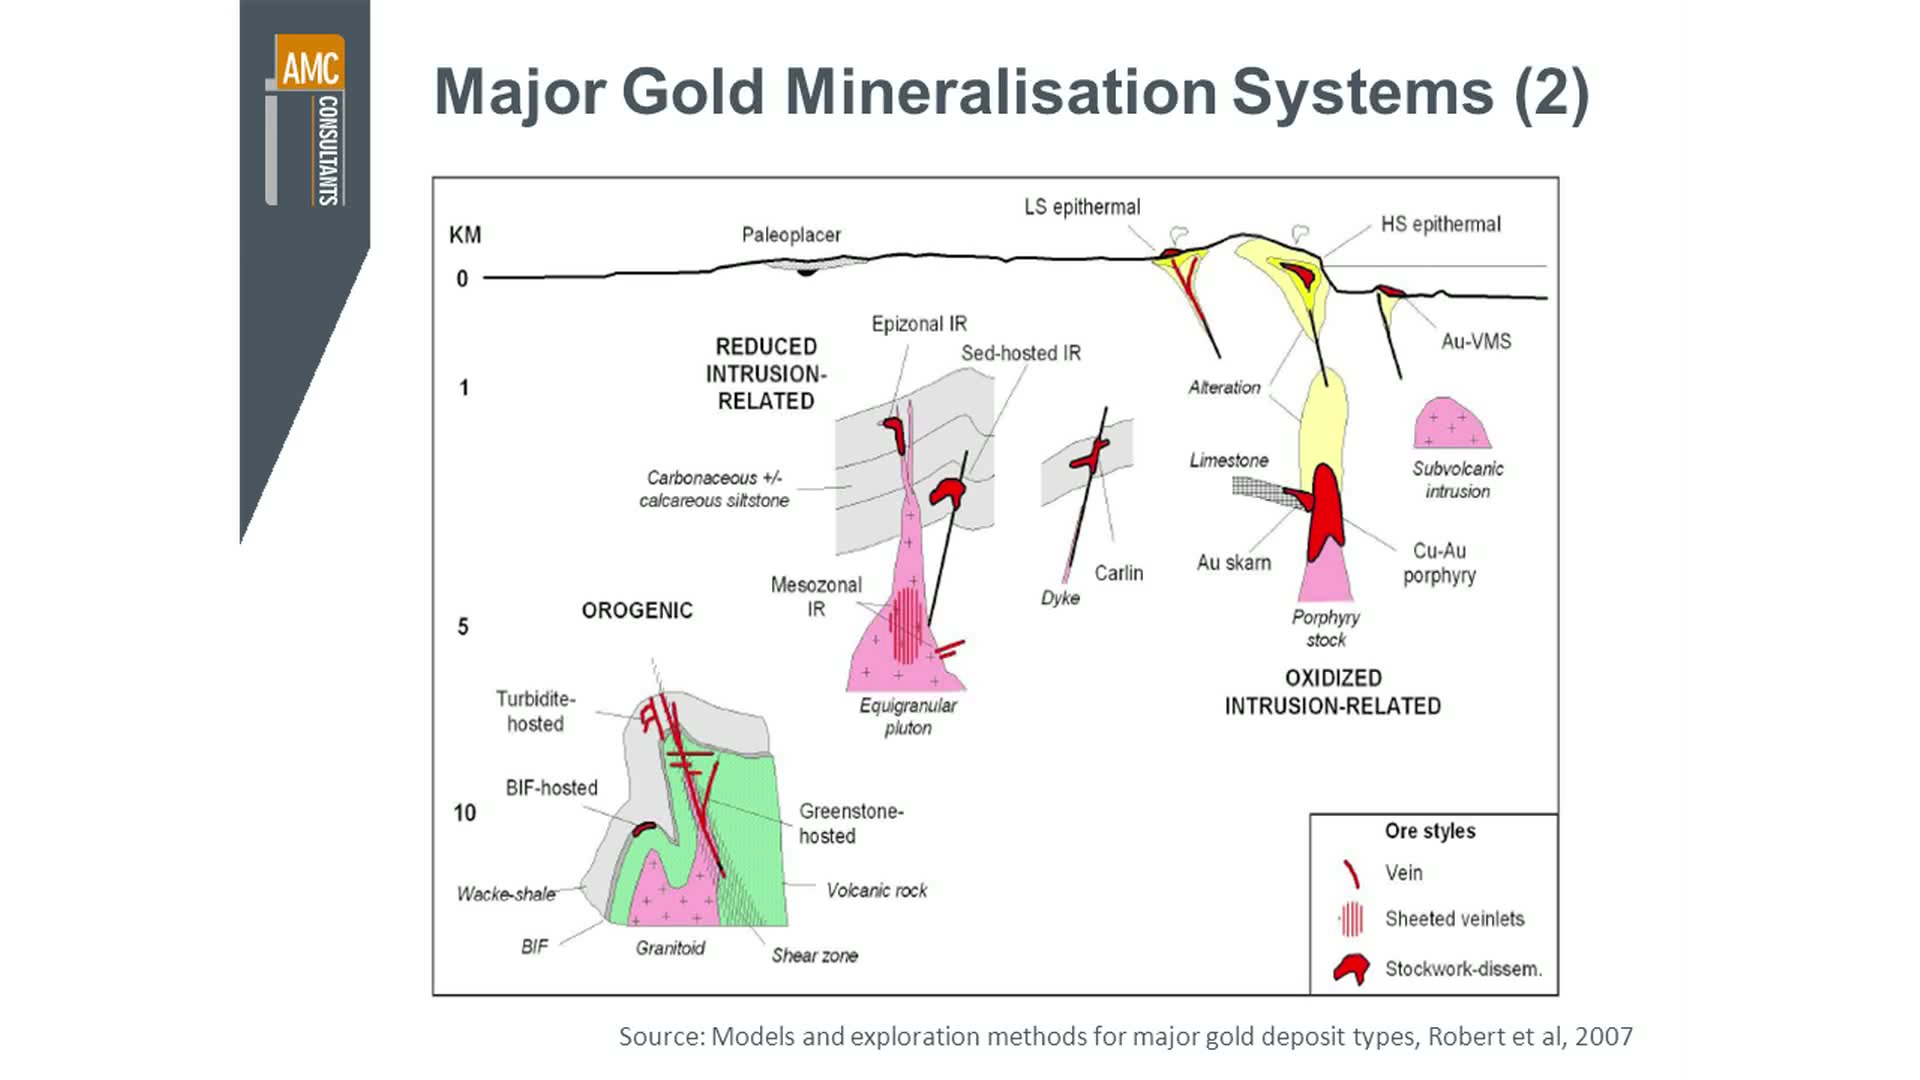 AMC
CONSULTANTS
Major Gold Mineralisation Systems (2)
LS epithermal
HS epithermal
KM
Paleoplacer
0
Epizonal IR
Au-VMS
REDUCED
INTRUSION-
RELATED
Sed-hosted IR
1
Alteration
Limestone
Subvolcanic
intrusion
Carbonaceous +/-
calcareous siltstone
Au skarn
Cu-Au
porphyry
Carlin
Dyke
Mesozonal
IR
OROGENIC
5
Porphyry
stock
OXIDIZED
INTRUSION-RELATED
Turbidite-
hosted
Equigranular
pluton
BIF-hosted
10
Greenstone-
hosted
Wacke-shale
Volcanic rock
BIF
Granitoid
Shear zone
Ore styles
Vein
Sheeted veinlets
Stockwork-dissem.
Source: Models and exploration methods for major gold deposit types, Robert et al, 2007